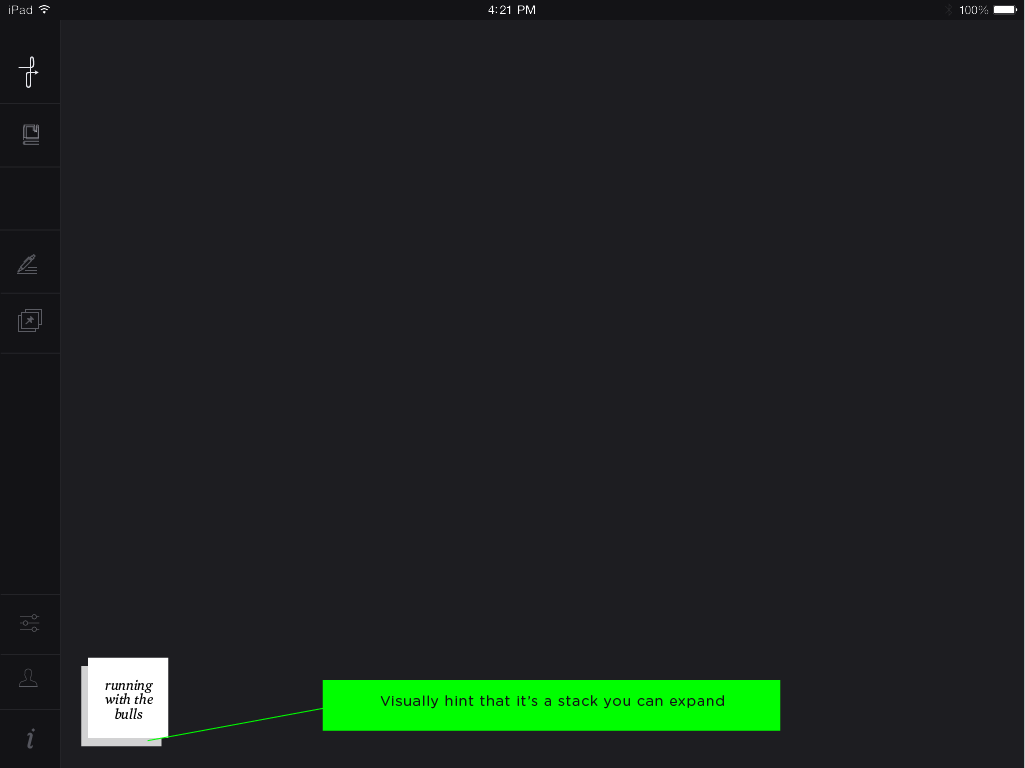 iPad
4:21 PM
100%
running
with the
bulls
Visually hint that it's a stack you can expand
i